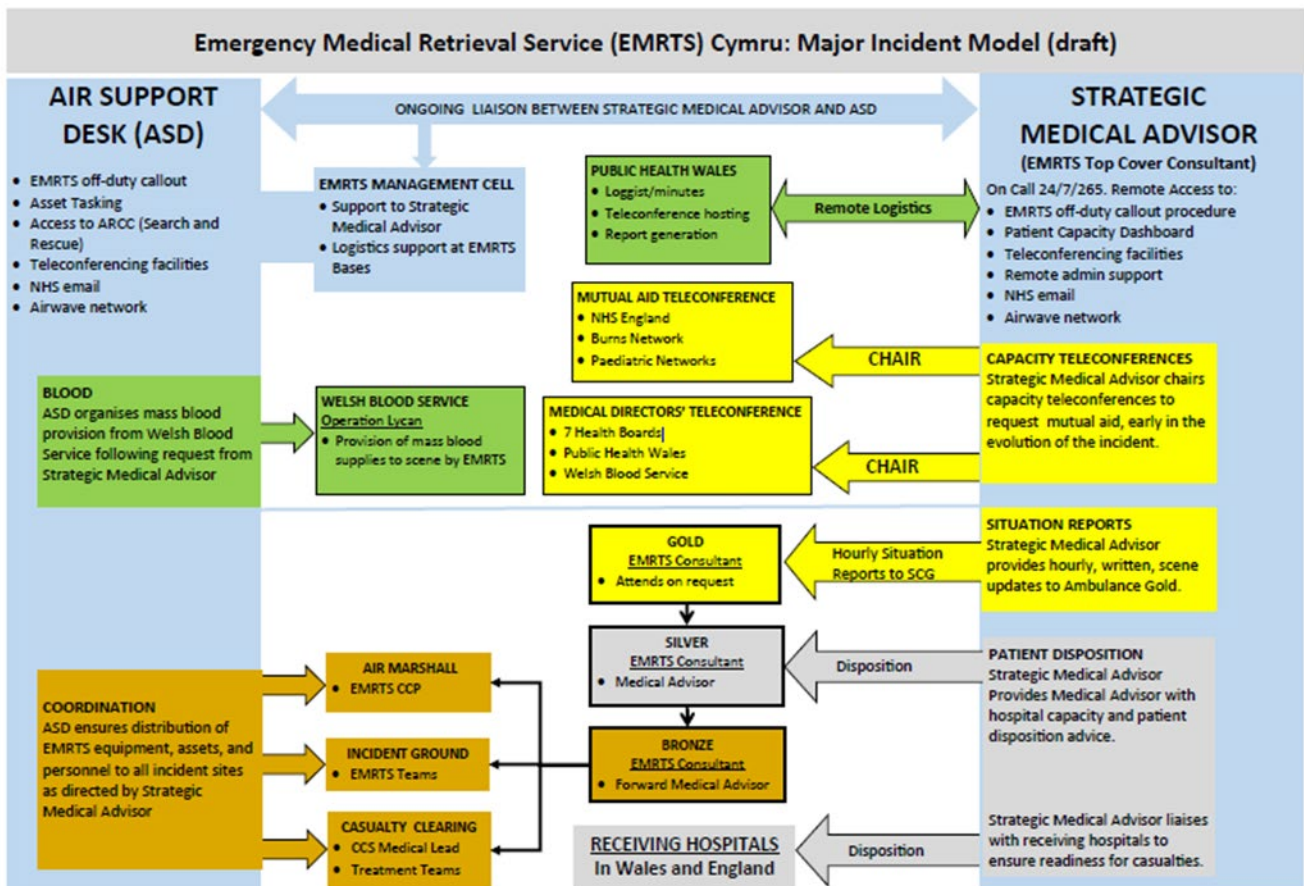 Emergency Medical Retrieval Service (EMRTS) Cymru: Major Incident Model (draft)
AIR SUPPORT
DESK (ASD)
• EMRTS off-duty callout
• Asset Tasking
• Access to ARCC (Search and
Rescue)
• Teleconferencing facilities
• NHS email
• Airwave network
ONGOING LIAISON BETWEEN STRATEGIC MEDICAL ADVISOR AND ASD
STRATEGIC
MEDICAL ADVISOR
(EMRTS Top Cover Consultant)
On Call 24/7/265. Remote Access to:
• EMRTS off-duty callout procedure
• Patient Capacity Dashboard
• Teleconferencing facilities
• Remote admin support
• NHS email
• Airwave network
EMRTS MANAGEMENT CELL
• Support to Strategic
Medical Advisor
• Logistics support at EMRTS
Bases
PUBLIC HEALTH WALES
• Loggist/minutes
• Teleconference hosting
• Report generation
Remote Logistics
MUTUAL AID TELECONFERENCE
• NHS England
• Burns Network
• Paediatric Networks
CHAIR
CAPACITY TELECONFERENCES
Strategic Medical Advisor chairs
capacity teleconferences to
request mutual aid, early in the
evolution of the incident.
BLOOD
ASD organises mass blood
provision from Welsh Blood
Service following request from
Strategic Medical Advisor
WELSH BLOOD SERVICE
Operation Lycan
• Provision of mass blood
supplies to scene by EMRTS
MEDICAL DIRECTORS' TELECONFERENCE
• 7 Health Boards
• Public Health Wales
• Welsh Blood Service
CHAIR
GOLD
EMRTS Consultant
• Attends on request
Hourly Situation
Reports to SCG
SITUATION REPORTS
Strategic Medical Advisor
provides hourly, written, scene
updates to Ambulance Gold.
SILVER
EMRTS Consultant
• Medical Advisor
Disposition
PATIENT DISPOSITION
Strategic Medical Advisor
Provides Medical Advisor with
hospital capacity and patient
disposition advice.
COORDINATION
ASD ensures distribution of
EMRTS equipment, assets, and
personnel to all incident sites
as directed by Strategic
Medical Advisor
AIR MARSHALL
• EMRTS CCP
INCIDENT GROUND
• EMRTS Teams
CASUALTY CLEARING
• CCS Medical Lead
• Treatment Teams
BRONZE
EMRTS Consultant
• Forward Medical Advisor
RECEIVING HOSPITALS
In Wales and England
Disposition
Strategic Medical Advisor liaises
with receiving hospitals to
ensure readiness for casualties.